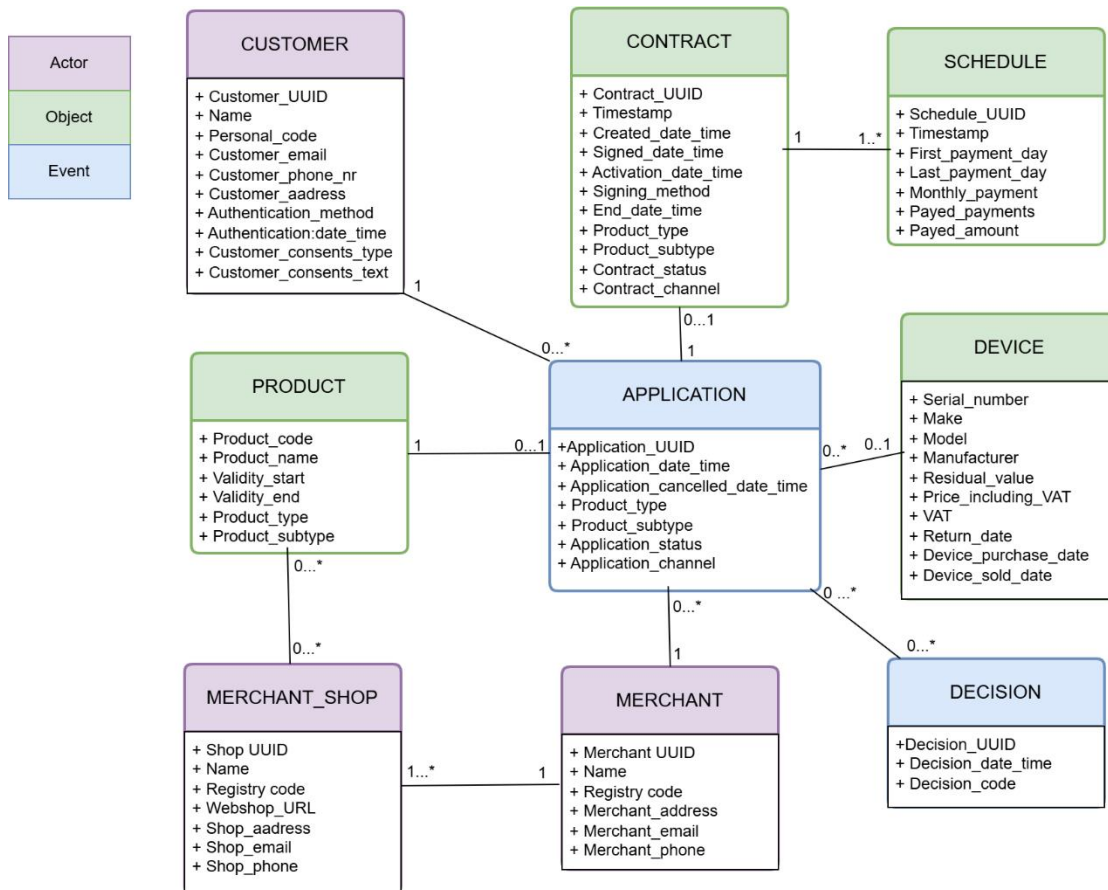 Actor
Object
Event
CUSTOMER
+ Customer_UUID
+ Name
+ Personal_code
+ Customer_email
+ Customer_phone_nr
+ Customer_aadress
+ Authentication_method
+ Authentication:date_time
+ Customer_consents_type
+ Customer_consents_text
1
0...*
CONTRACT
+ Contract_UUID
+ Timestamp
+ Created_date_time
+ Signed_date_time
+ Activation_date_time
+ Signing_method
+ End_date_time
+ Product_type
+ Product_subtype
+ Contract_status
+ Contract_channel
1
1..*
0...1
1
SCHEDULE
+ Schedule_UUID
+ Timestamp
+ First_payment_day
+ Last_payment_day
+ Monthly_payment
+ Payed_payments
+ Payed_amount
PRODUCT
+ Product_code
+ Product_name
+ Validity_start
+ Validity_end
+ Product_type
+ Product_subtype
1
0...1
0...*
0...*
APPLICATION
+Application_UUID
+ Application_date_time
+ Application_cancelled_date_time
+ Product_type
+ Product_subtype
+ Application_status
+ Application_channel
0..*
0..1
0...*
1
0 ...*
0...*
DEVICE
+ Serial_number
+ Make
+ Model
+ Manufacturer
+ Residual_value
+ Price_including_VAT
+ VAT
+ Return_date
+ Device_purchase_date
+ Device_sold_date
MERCHANT_SHOP
+ Shop UUID
+ Name
+ Registry code
+ Webshop_URL
+ Shop_aadress
+ Shop_email
+ Shop_phone
1...*
1
MERCHANT
+ Merchant UUID
+ Name
+ Registry code
+ Merchant_address
+ Merchant_email
+ Merchant_phone
DECISION
+Decision_UUID
+ Decision_date_time
+ Decision_code